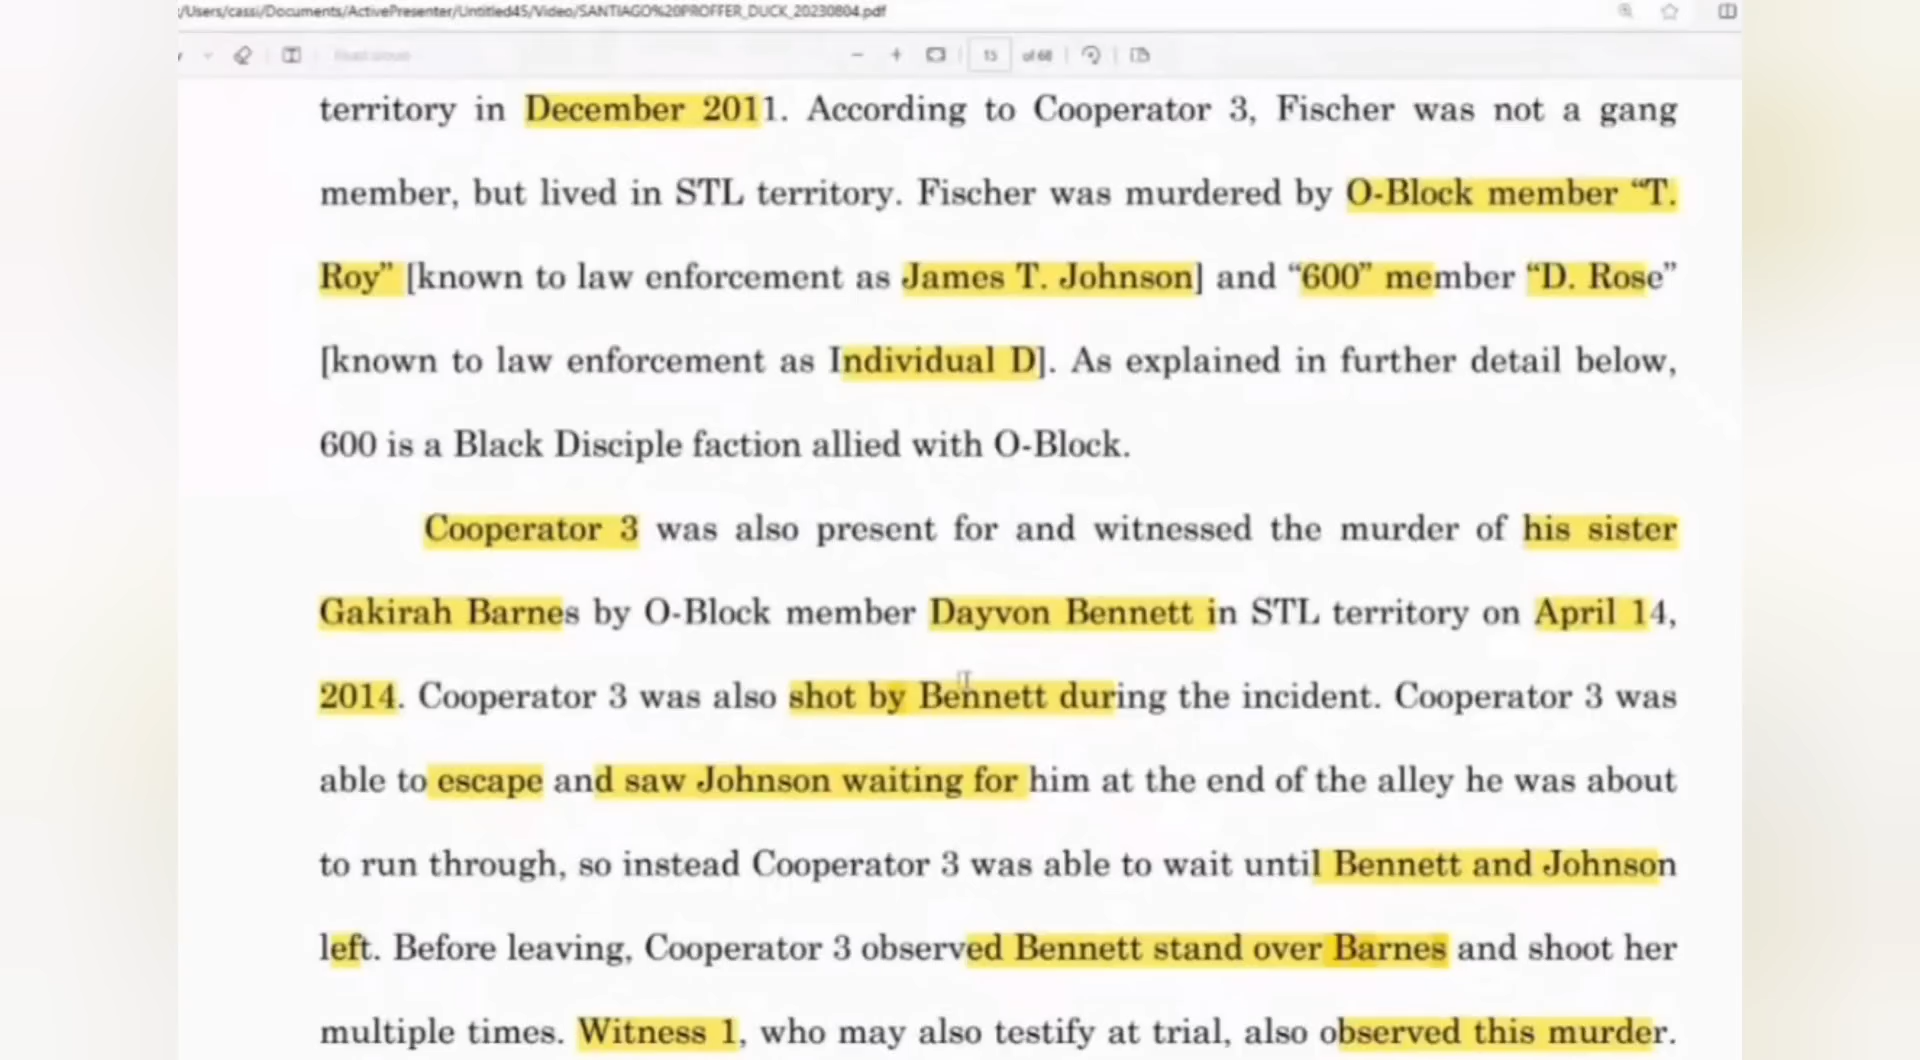 :/Users/cassi/Documents/ActivePresenter/Untitled45/Video/SANTIAGO%20PROFFER_DUCK_20230804.pdf
Read aloud
15 of 68
territory in December 2011. According to Cooperator 3, Fischer was not a gang
member, but lived in STL territory. Fischer was murdered by O-Block member “T.
Roy” [known to law enforcement as James T. Johnson] and “600” member “D. Rose”
[known to law enforcement as Individual D]. As explained in further detail below,
600 is a Black Disciple faction allied with O-Block.
Cooperator 3 was also present for and witnessed the murder of his sister
Gakirah Barnes by O-Block member Dayvon Bennett in STL territory on April 14,
2014. Cooperator 3 was also shot by Bennett during the incident. Cooperator 3 was
able to escape and saw Johnson waiting for him at the end of the alley he was about
to run through, so instead Cooperator 3 was able to wait until Bennett and Johnson
left. Before leaving, Cooperator 3 observed Bennett stand over Barnes and shoot her
multiple times. Witness 1, who may also testify at trial, also observed this murder.